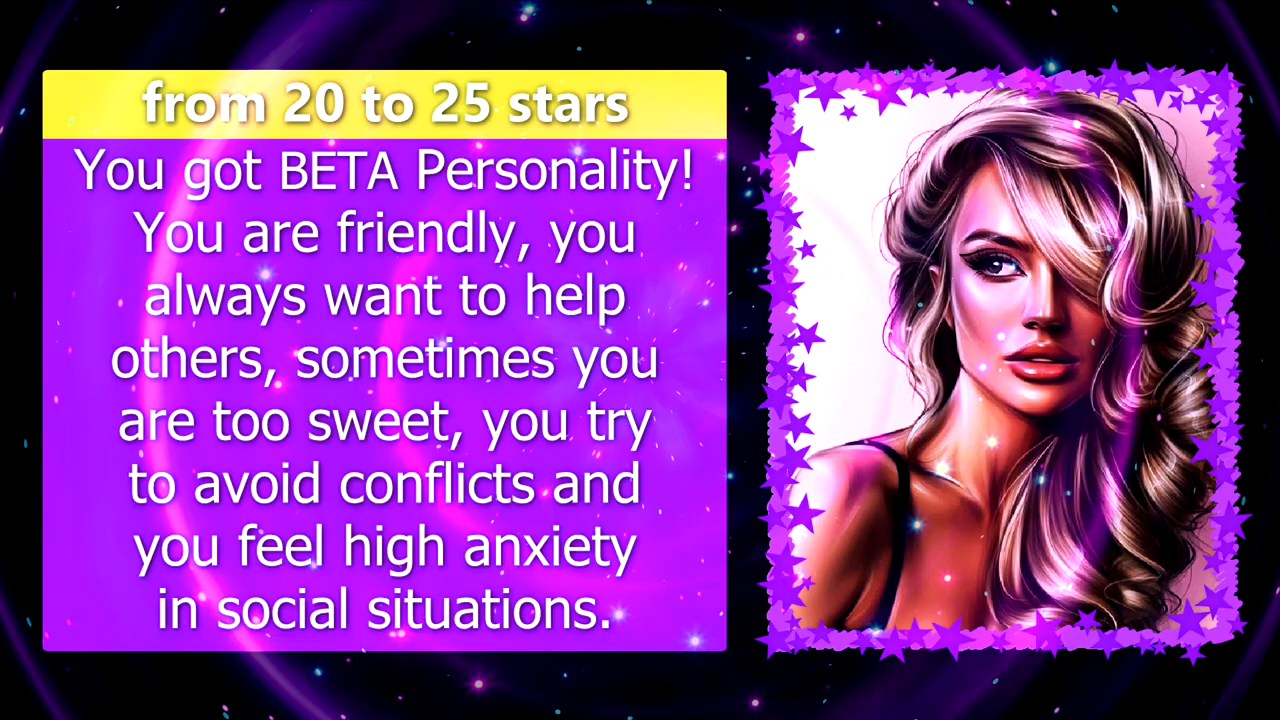 from 20 to 25 stars
You got BETA Personality!
You are friendly, you
always want to help
others, sometimes you
are too sweet, you try
to avoid conflicts and
you feel high anxiety
in social situations.